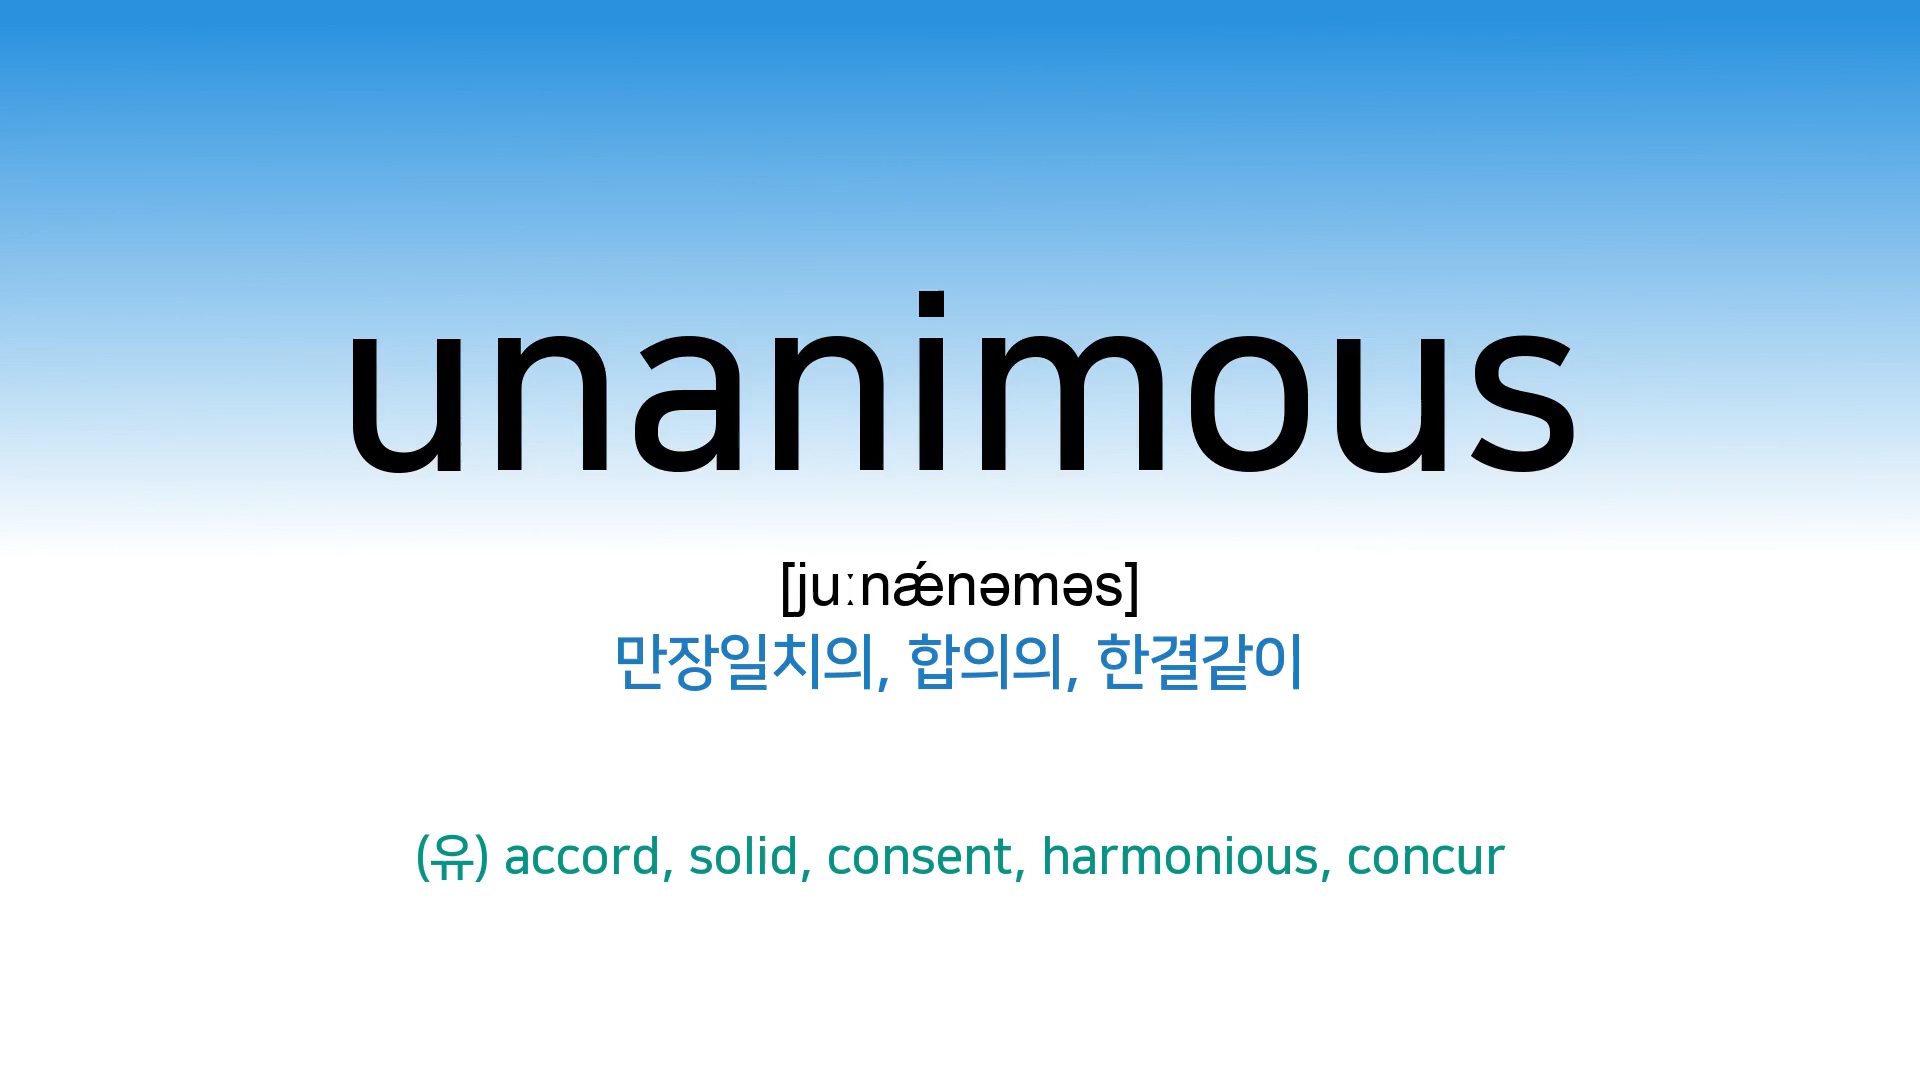 unanimous
[juːnǽnəməs]
만장일치의, 합의의, 한결같이
(유) accord, solid, consent, harmonious, concur